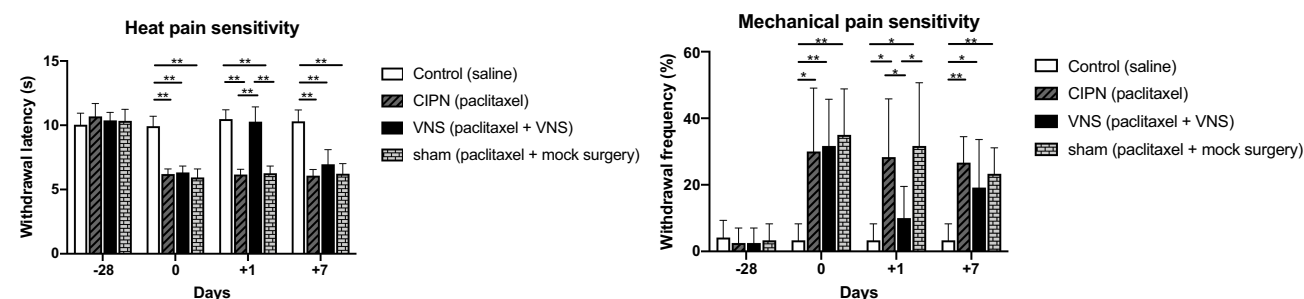 Heat pain sensitivity
Withdrawal latency (s)
15
10
5
0
** ** **
** ** ** ** **
** ** **
-28 0 +1 +7
Days
Control (saline)
CIPN (paclitaxel)
VNS (paclitaxel + VNS)
sham (paclitaxel + mock surgery)
Mechanical pain sensitivity
Withdrawal frequency (%)
60
40
20
0
** * **
** * * *
* * **
-28 0 +1 +7
Days
Control (saline)
CIPN (paclitaxel)
VNS (paclitaxel + VNS)
sham (paclitaxel + mock surgery)